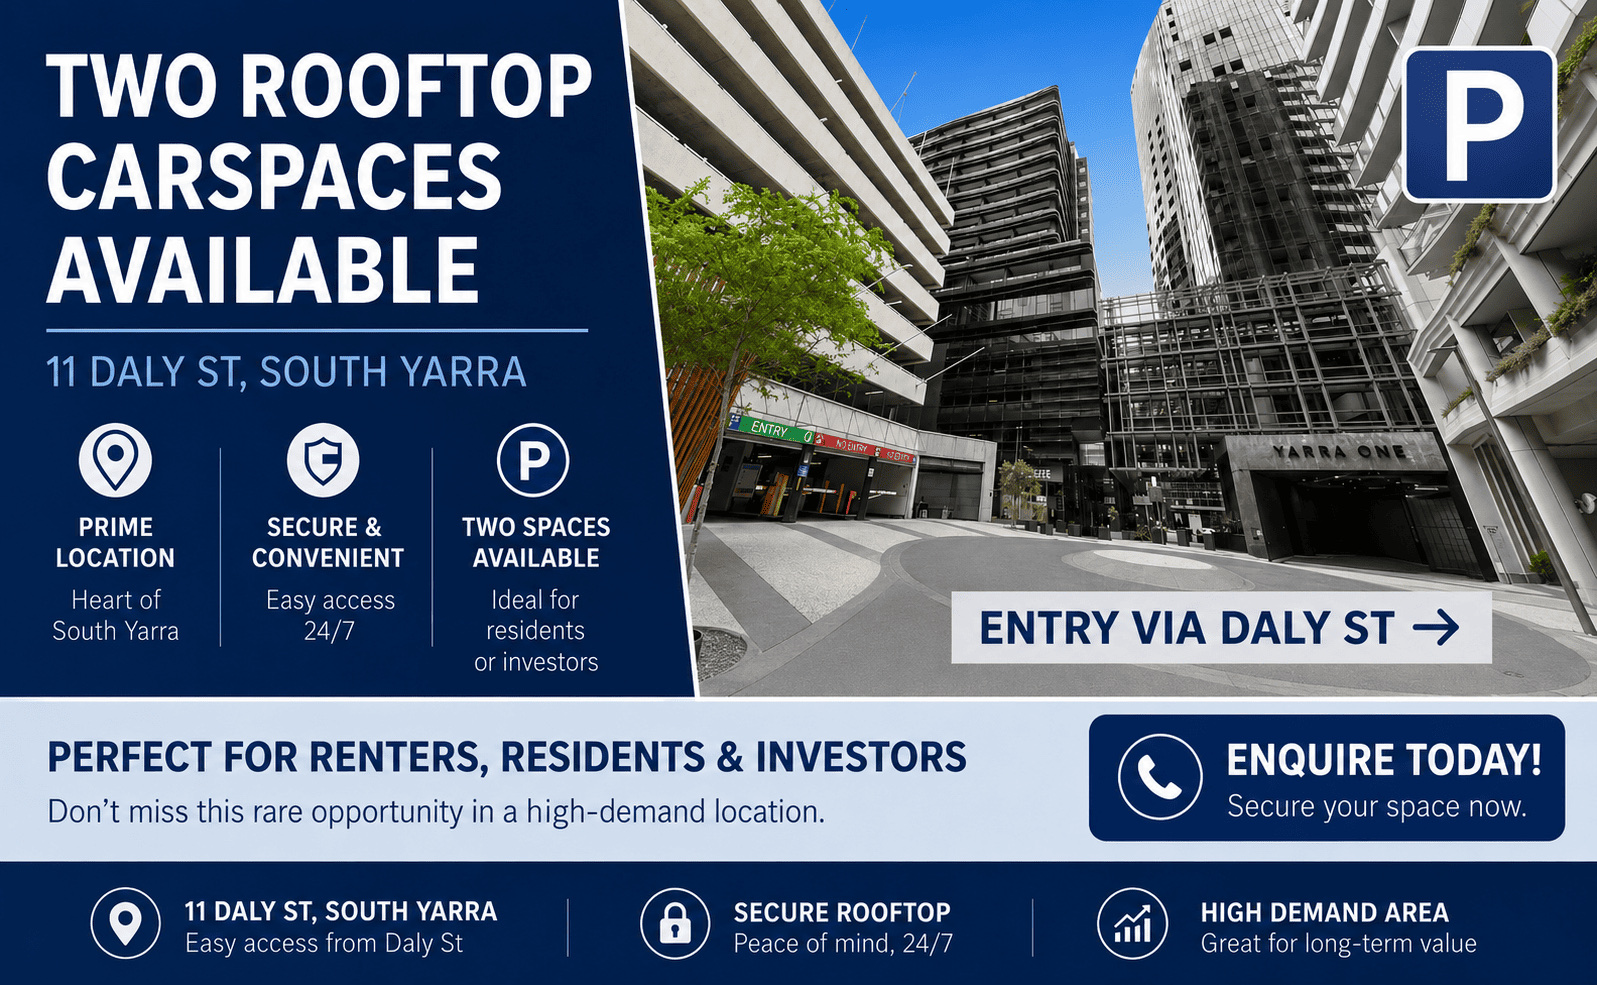 TWO ROOFTOP
CARSPACES
AVAILABLE
11 DALY ST, SOUTH YARRA
PRIME
LOCATION
Heart of
South Yarra
SECURE &
CONVENIENT
Easy access
24/7
P
TWO SPACES
AVAILABLE
Ideal for
residents
or investors
P
ENTRY
NO ENTRY
YARRA ONE
ENTRY VIA DALY ST →
PERFECT FOR RENTERS, RESIDENTS & INVESTORS
Don't miss this rare opportunity in a high-demand location.
ENQUIRE TODAY!
Secure your space now.
11 DALY ST, SOUTH YARRA
Easy access from Daly St
SECURE ROOFTOP
Peace of mind, 24/7
HIGH DEMAND AREA
Great for long-term value